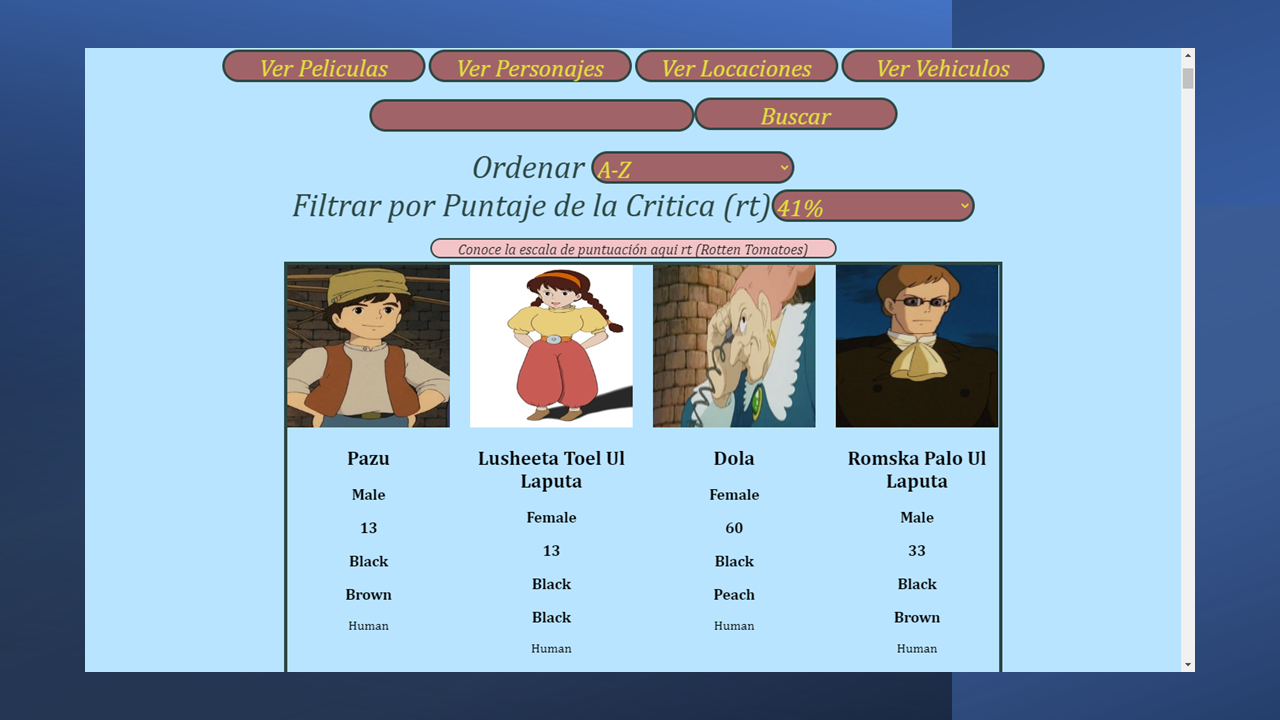 Ver Peliculas Ver Personajes Ver Locaciones Ver Vehiculos
Buscar
Ordenar A-Z
Filtrar por Puntaje de la Critica (rt) 41%
Conoce la escala de puntuación aqui rt (Rotten Tomatoes)
Pazu
Male
13
Black
Brown
Human
Lusheeta Toel Ul
Laputa
Female
13
Black
Black
Human
Dola
Female
60
Black
Peach
Human
Romska Palo Ul
Laputa
Male
33
Black
Brown
Human